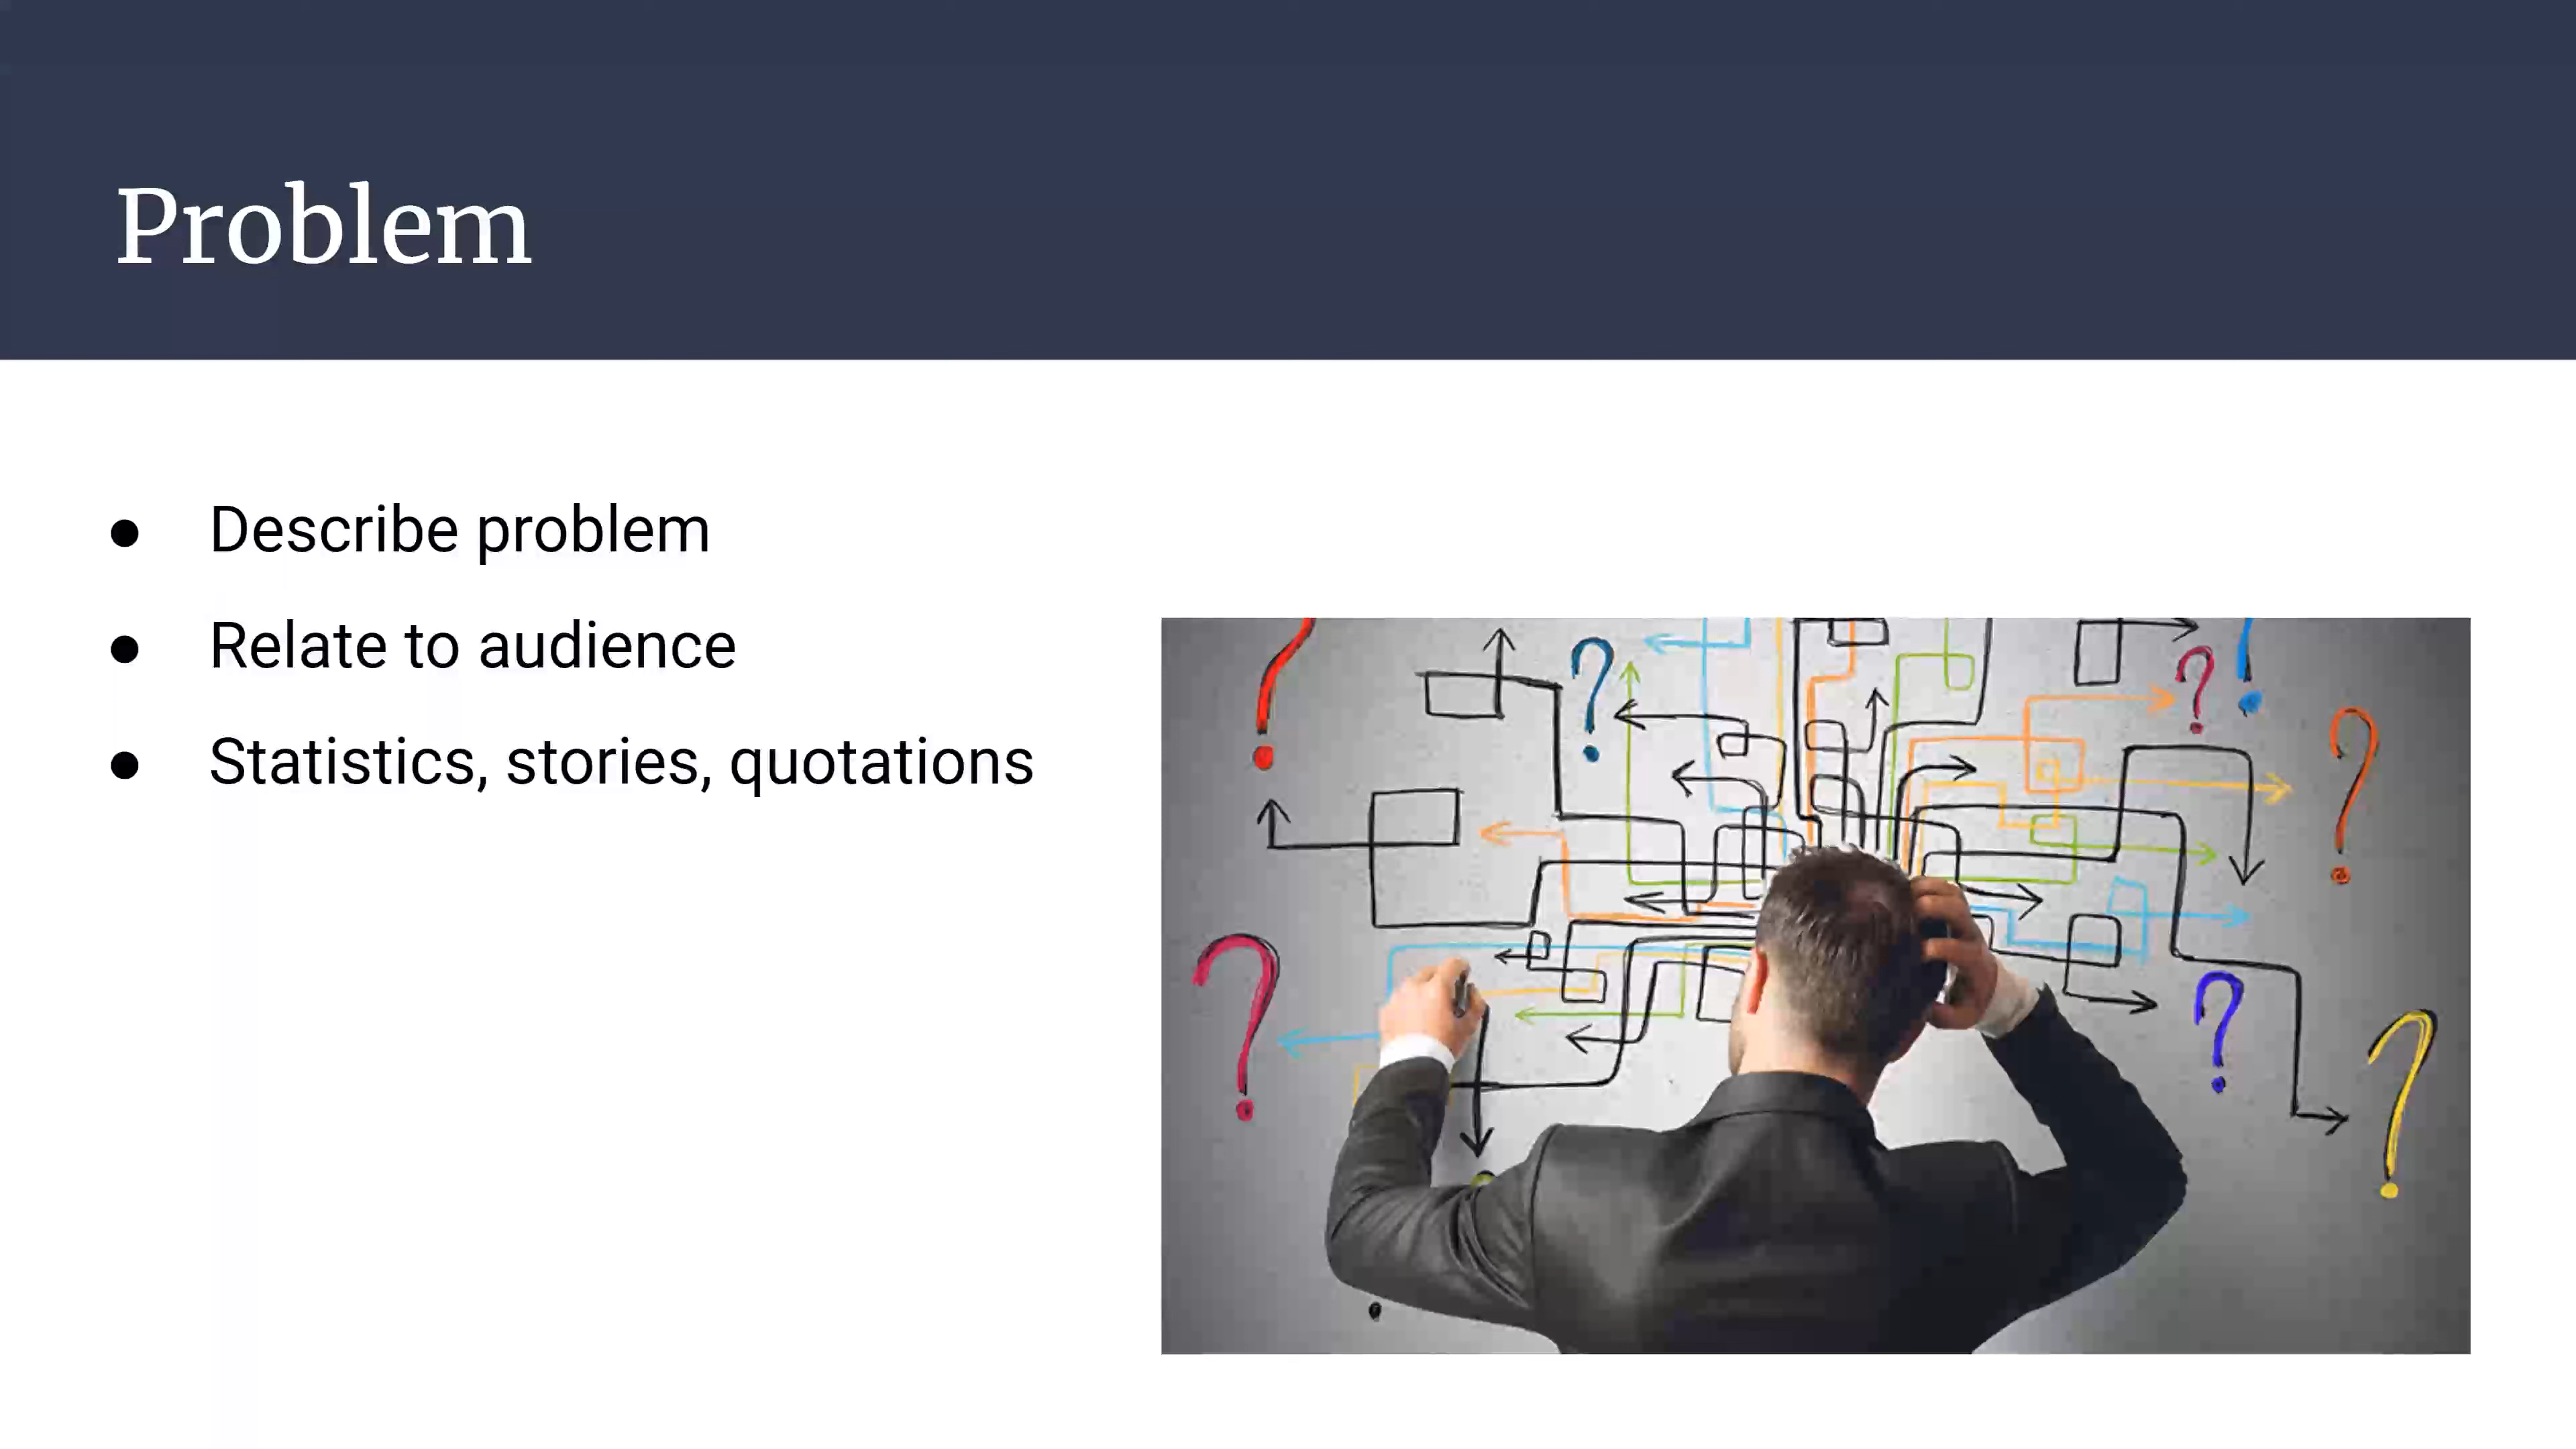 Problem
● Describe problem
● Relate to audience
● Statistics, stories, quotations